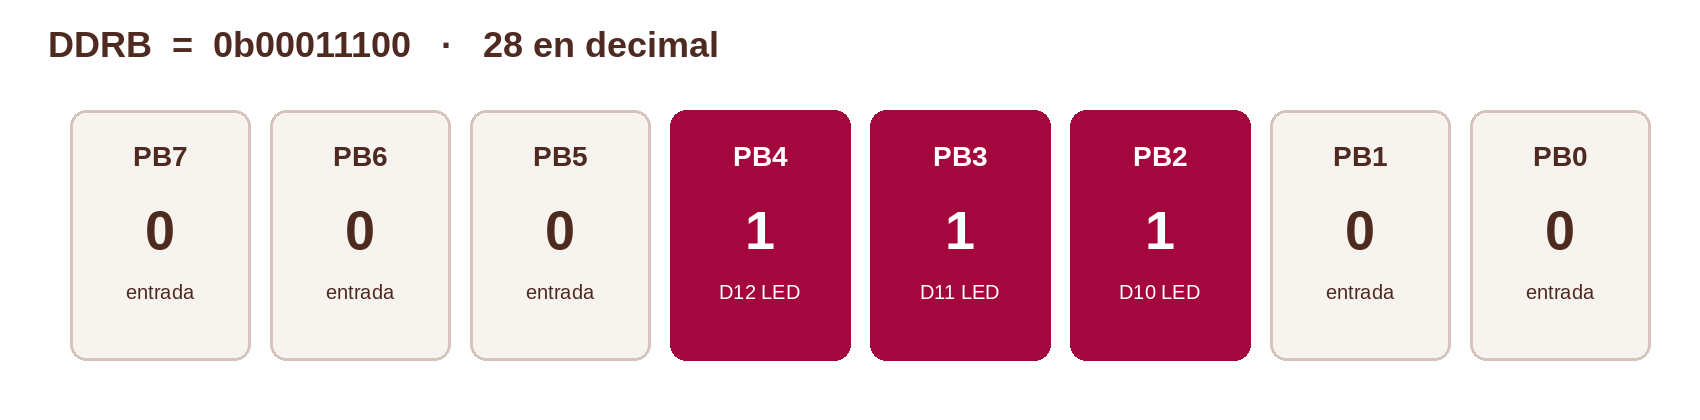 DDRB = 0b00011100 · 28 en decimal
PB7 PB6 PB5 PB4 PB3 PB2 PB1 PB0
0 0 0 1 1 1 0 0
entrada entrada entrada D12 LED D11 LED D10 LED entrada entrada